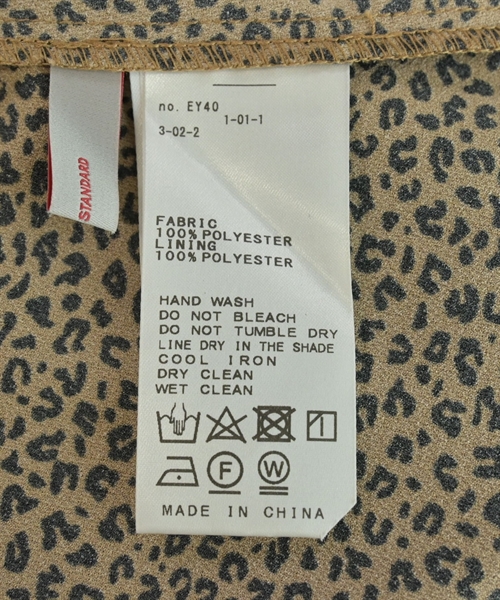 no. EY40
1-01-1
3-02-2
STANDARD
FABRIC
100% POLYESTER
LINING
100% POLYESTER
HAND WASH
DO NOT BLEACH
DO NOT TUMBLE DRY
LINE DRY IN THE SHADE
COOL IRON
DRY CLEAN
WET CLEAN
F
W
MADE IN CHINA